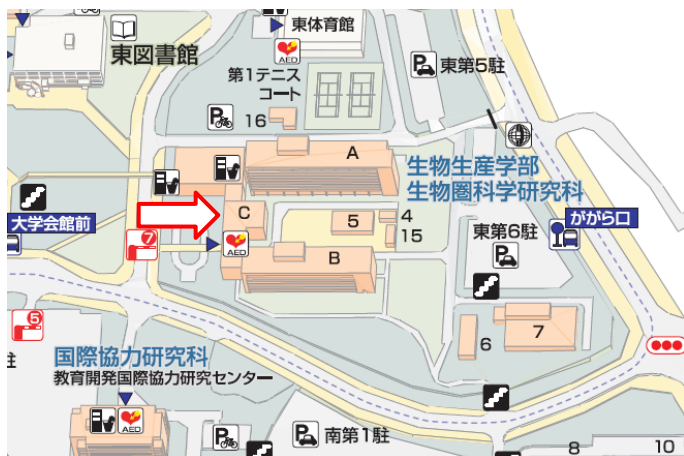 東体育館
東図書館
AED
第1テニス
コート
P
東第5駐
P
16
A
生物生産学部
生物圏科学研究科
C
5
4
15
大学会館前
ががら口
7
AED
B
東第6駐
P
5
6
7
駐
国際協力研究科
教育開発国際協力研究センター
AED
P
P
南第1駐
8
10